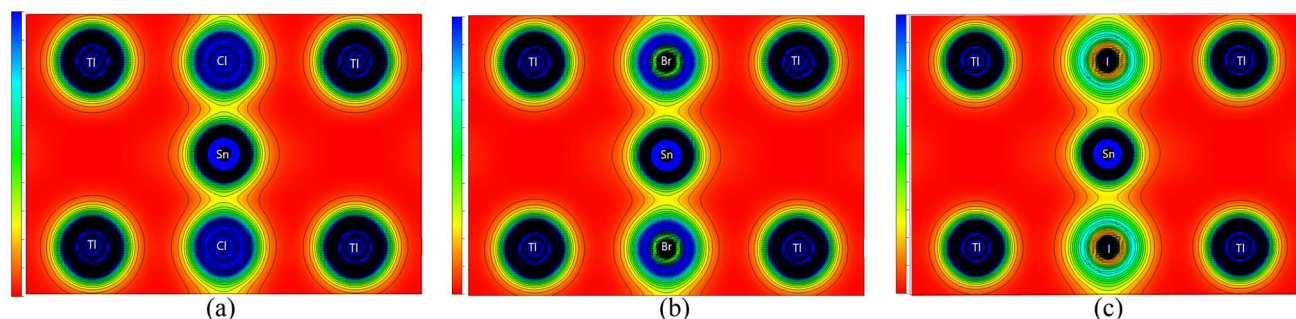 Tl Cl Tl Tl Br Tl Tl I Tl
Sn Sn Sn
Tl Cl Tl Tl Br Tl Tl I Tl
(a) (b) (c)